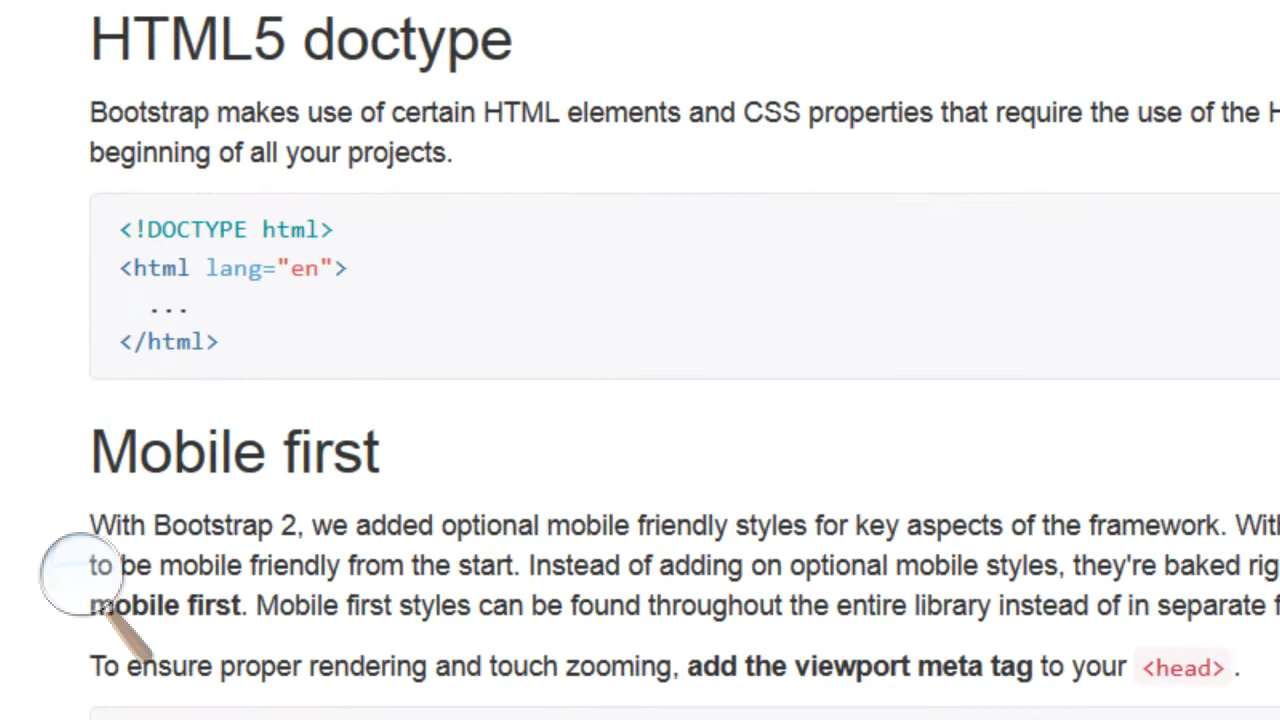 HTML5 doctype
Bootstrap makes use of certain HTML elements and CSS properties that require the use of the H
beginning of all your projects.
<!DOCTYPE html>
<html lang="en">
...
</html>
Mobile first
With Bootstrap 2, we added optional mobile friendly styles for key aspects of the framework. With
to be mobile friendly from the start. Instead of adding on optional mobile styles, they're baked rig
mobile first. Mobile first styles can be found throughout the entire library instead of in separate f
To ensure proper rendering and touch zooming, add the viewport meta tag to your <head>.